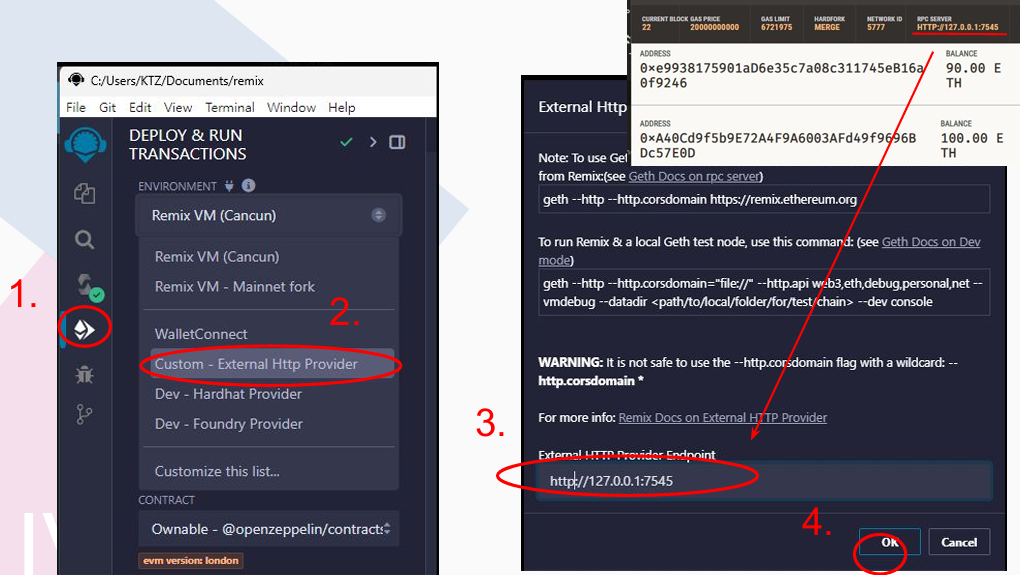 C:/Users/KTZ/Documents/remix
File Git Edit View Terminal Window Help
DEPLOY & RUN
TRANSACTIONS
ENVIRONMENT
Remix VM (Cancun)
Remix VM (Cancun)
Remix VM - Mainnet fork
WalletConnect
Custom - External Http Provider
Dev - Hardhat Provider
Dev - Foundry Provider
Customize this list...
CONTRACT
Ownable - @openzeppelin/contracts
evm version: london
1.
2.
CURRENT BLOCK GAS PRICE GAS LIMIT HARDFORK NETWORK ID RPC SERVER
22 20000000000 6721975 MERGE 5777 HTTP://127.0.0.1:7545
ADDRESS BALANCE
0×e9938175901aD6e35c7a08c311745eB16a 90.00 E
0f9246 TH
ADDRESS BALANCE
0×A40Cd9f5b9E72A4F9A6003AFd49f9696B 100.00 E
Dc57E0D TH
External Http
Note: To use Get
from Remix:(see Geth Docs on rpc server)
geth --http --http.corsdomain https://remix.ethereum.org
To run Remix & a local Geth test node, use this command: (see Geth Docs on Dev
mode)
geth --http --http.corsdomain="file://" --http.api web3,eth,debug,personal,net --
vmdebug --datadir <path/to/local/folder/for/test/chain> --dev console
WARNING: It is not safe to use the --http.corsdomain flag with a wildcard: --
http.corsdomain *
For more info: Remix Docs on External HTTP Provider
3.
External HTTP Provider Endpoint
http://127.0.0.1:7545
4.
OK Cancel